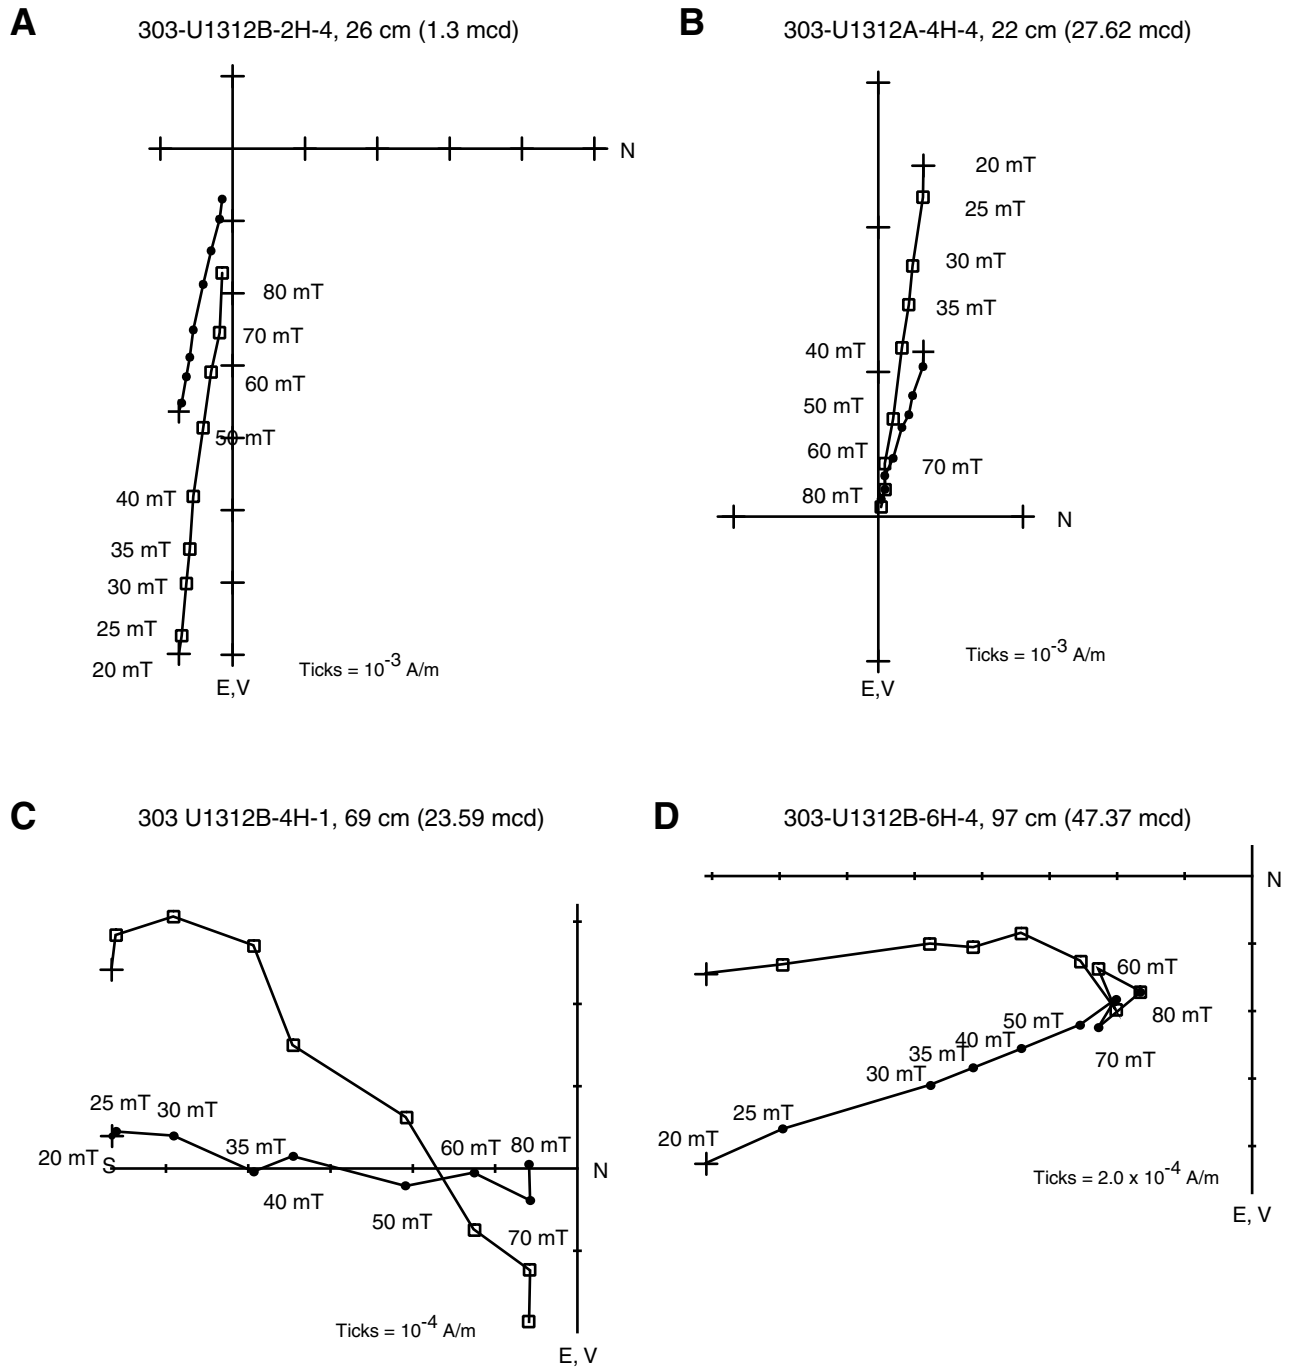 A
303-U1312B-2H-4, 26 cm (1.3 mcd)
N
80 mT
70 mT
60 mT
50 mT
40 mT
35 mT
30 mT
25 mT
20 mT
Ticks = 10-3 A/m
E,V
B
303-U1312A-4H-4, 22 cm (27.62 mcd)
20 mT
25 mT
30 mT
35 mT
40 mT
50 mT
60 mT
70 mT
80 mT
N
Ticks = 10-3 A/m
E,V
C
303 U1312B-4H-1, 69 cm (23.59 mcd)
25 mT
30 mT
20 mT
S
35 mT
40 mT
50 mT
60 mT
80 mT
N
70 mT
Ticks = 10-4 A/m
E, V
D
303-U1312B-6H-4, 97 cm (47.37 mcd)
N
60 mT
80 mT
50 mT
40 mT
35 mT
70 mT
30 mT
25 mT
20 mT
Ticks = 2.0 x 10-4 A/m
E, V